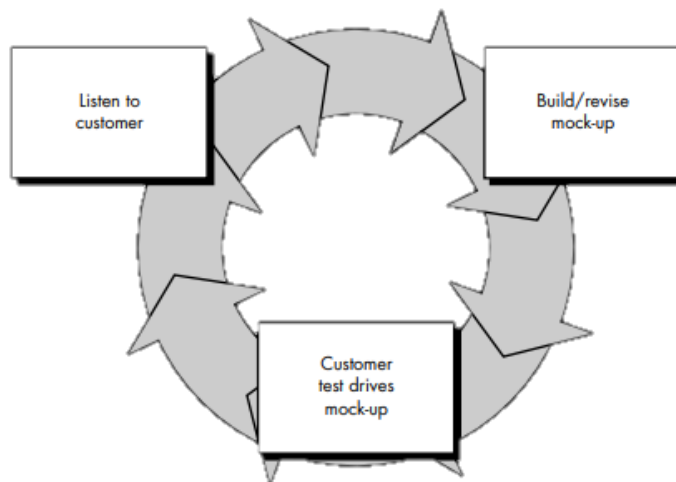 Listen to
customer
Build/revise
mock-up
Customer
test drives
mock-up